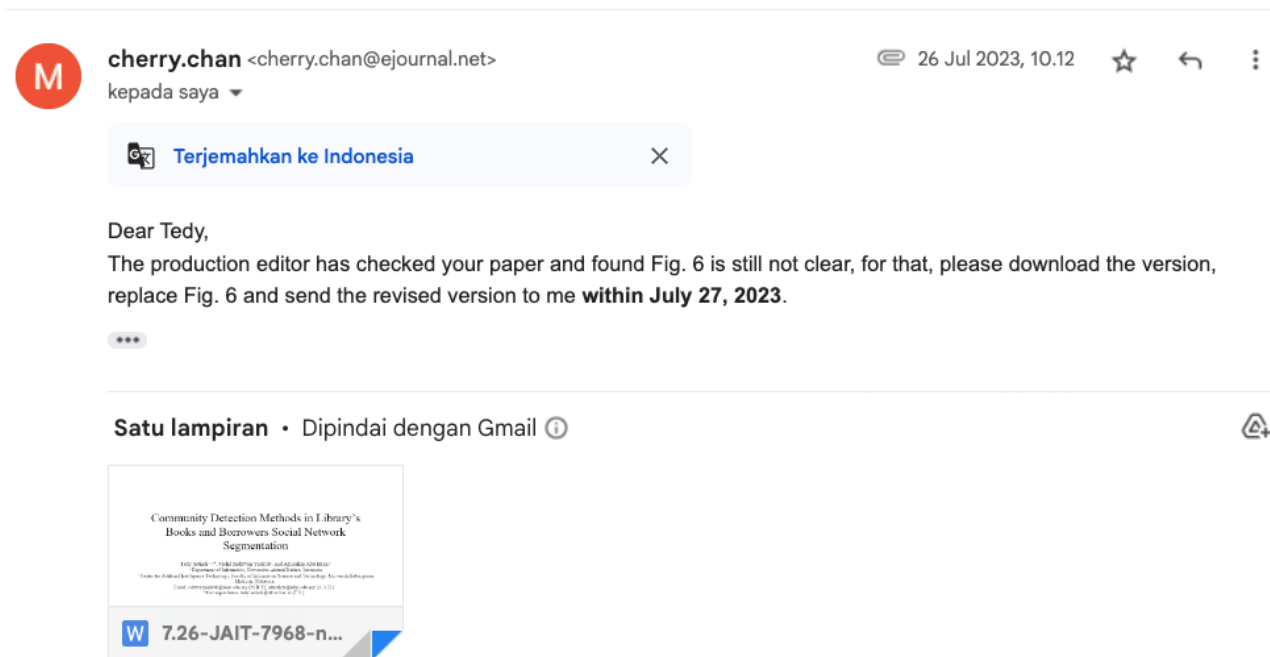 M
cherry.chan <cherry.chan@ejournal.net>
26 Jul 2023, 10.12
kepada saya
Terjemahkan ke Indonesia
Dear Tedy,
The production editor has checked your paper and found Fig. 6 is still not clear, for that, please download the version,
replace Fig. 6 and send the revised version to me within July 27, 2023.
Satu lampiran • Dipindai dengan Gmail
Community Detection Methods in Library's
Books and Borrowers Social Network
Segmentation
W 7.26-JAIT-7968-n...